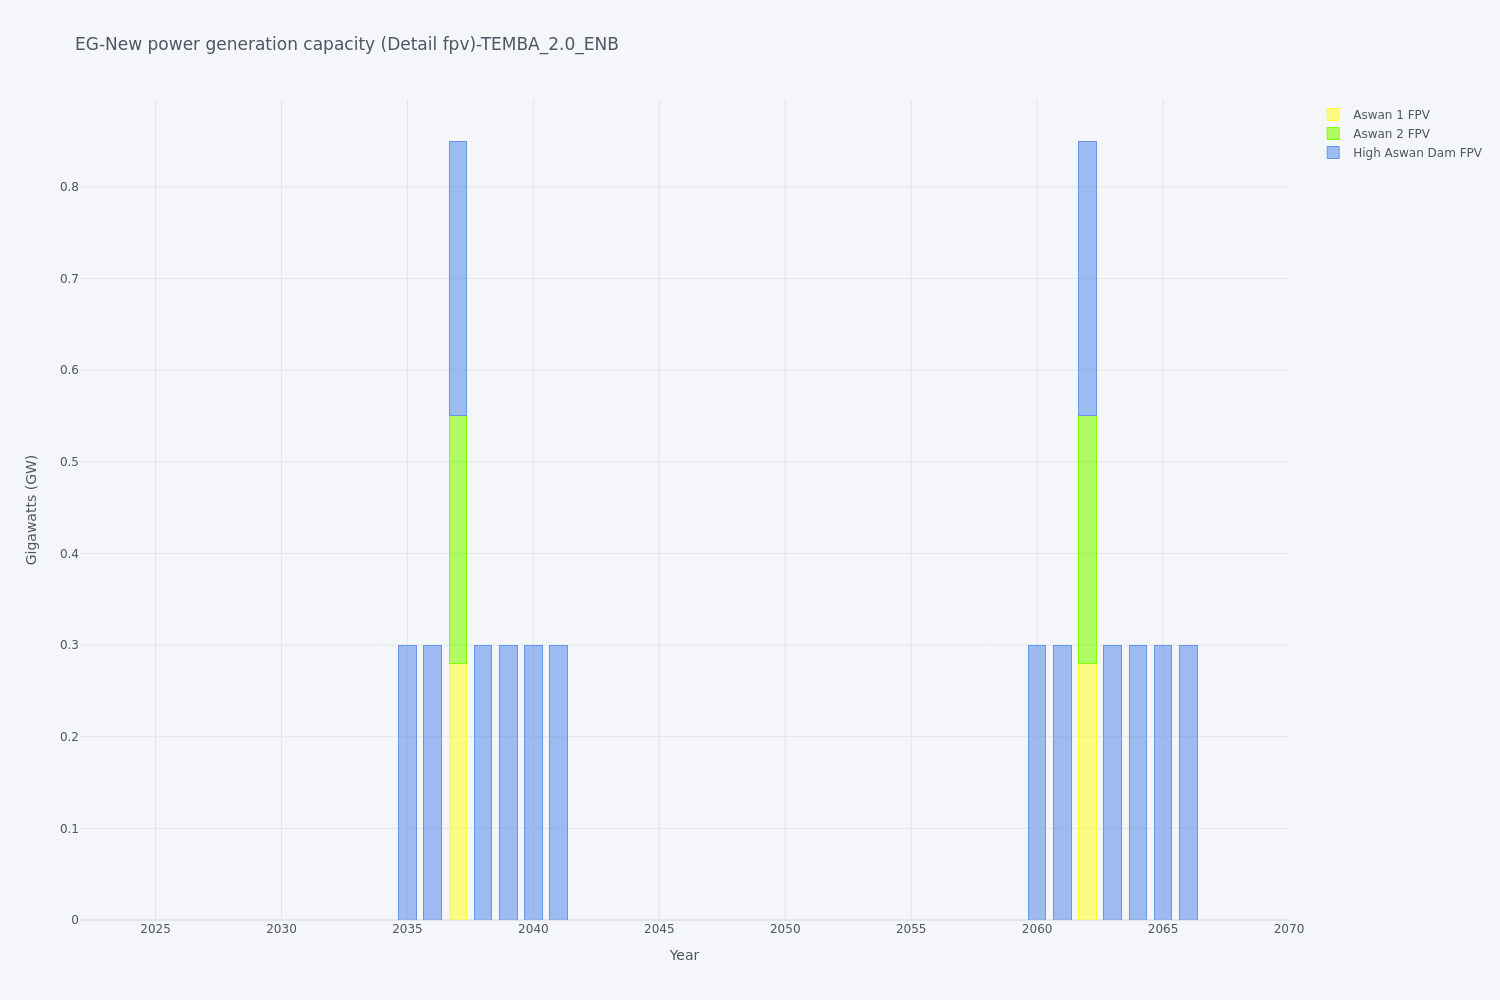 EG-New power generation capacity (Detail fpv)-TEMBA_2.0_ENB
Aswan 1 FPV
Aswan 2 FPV
High Aswan Dam FPV
0.8
0.7
0.6
0.5
0.4
0.3
0.2
0.1
0
Gigawatts (GW)
2025 2030 2035 2040 2045 2050 2055 2060 2065 2070
Year